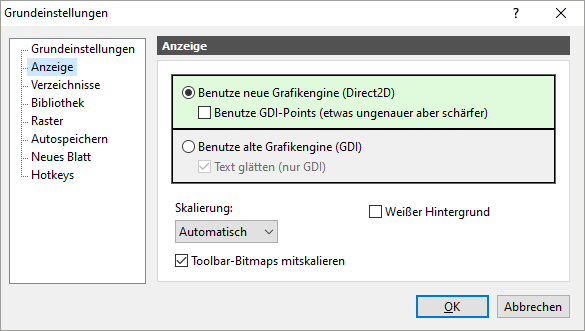 Grundeinstellungen
Grundeinstellungen
Anzeige
Verzeichnisse
Bibliothek
Raster
Autospeichern
Neues Blatt
Hotkeys
Anzeige
Benutze neue Grafikengine (Direct2D)
Benutze GDI-Points (etwas ungenauer aber schärfer)
Benutze alte Grafikengine (GDI)
Text glätten (nur GDI)
Skalierung:
Weißer Hintergrund
Automatisch
Toolbar-Bitmaps mitskalieren
OK
Abbrechen